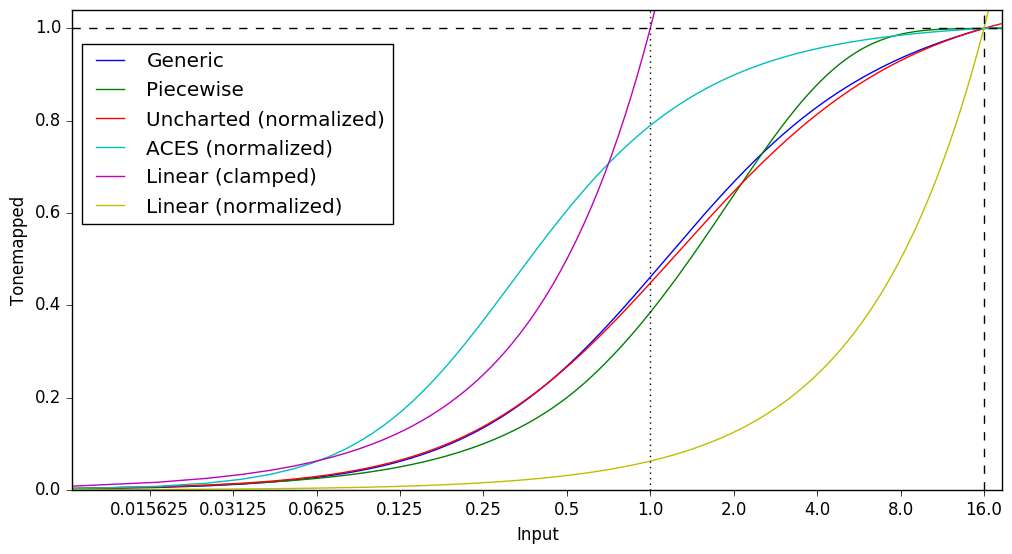 1.0
0.8
0.6
0.4
0.2
0.0
Tonemapped
Generic
Piecewise
Uncharted (normalized)
ACES (normalized)
Linear (clamped)
Linear (normalized)
0.015625 0.03125 0.0625 0.125 0.25 0.5 1.0 2.0 4.0 8.0 16.0
Input